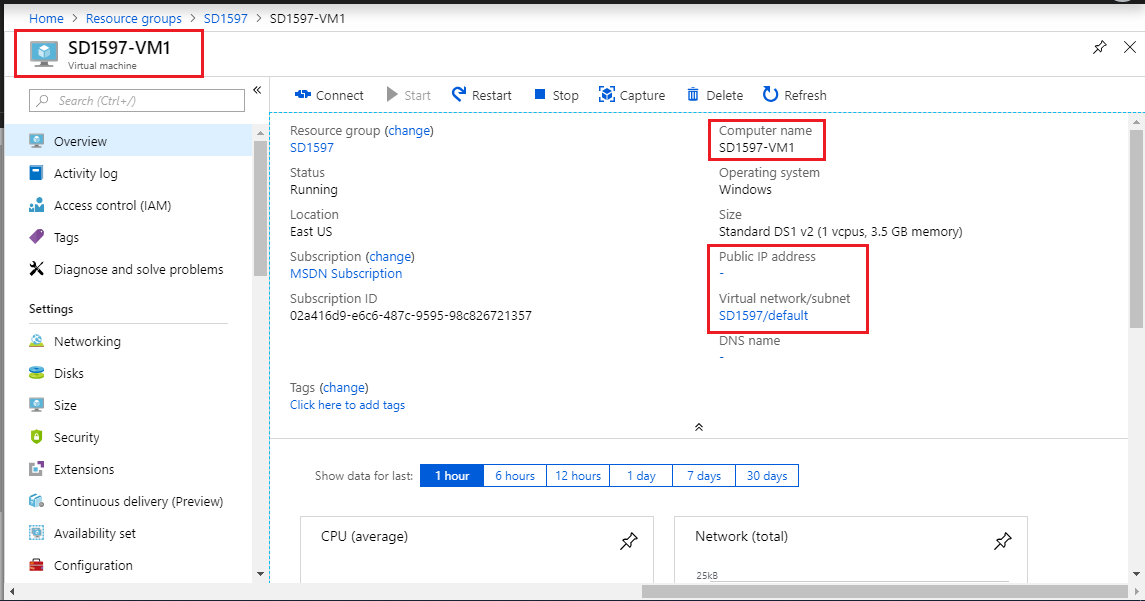 Home > Resource groups > SD1597 > SD1597-VM1
SD1597-VM1
Virtual machine
Search (Ctrl+/)
«
Overview
Activity log
Access control (IAM)
Tags
Diagnose and solve problems
Settings
Networking
Disks
Size
Security
Extensions
Continuous delivery (Preview)
Availability set
Configuration
Connect Start Restart Stop Capture Delete Refresh
Resource group (change)
SD1597
Status
Running
Location
East US
Subscription (change)
MSDN Subscription
Subscription ID
02a416d9-e6c6-487c-9595-98c826721357
Computer name
SD1597-VM1
Operating system
Windows
Size
Standard DS1 v2 (1 vcpus, 3.5 GB memory)
Public IP address
-
Virtual network/subnet
SD1597/default
DNS name
-
Tags (change)
Click here to add tags
Show data for last: 1 hour 6 hours 12 hours 1 day 7 days 30 days
CPU (average)
Network (total)
25kB